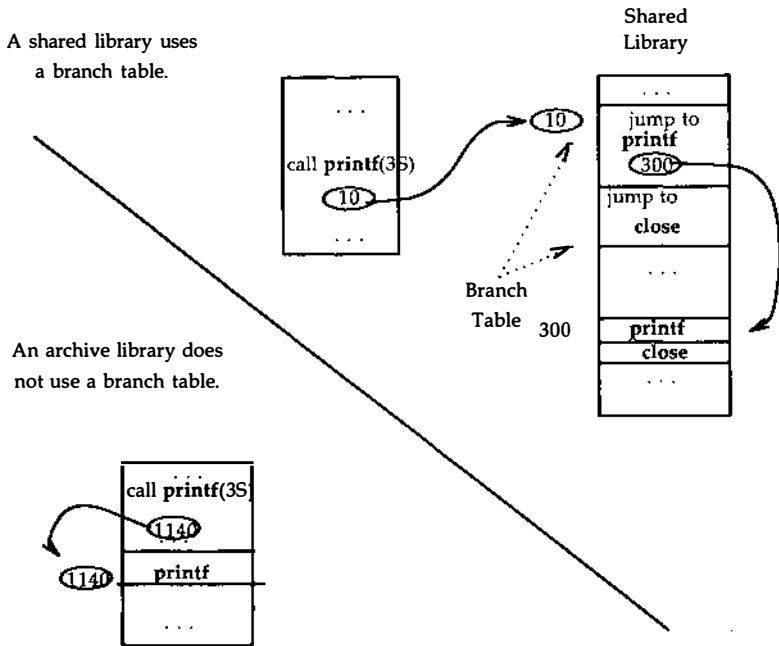 A shared library uses
a branch table.
Shared
Library
. . .
call printf(3S)
10
. . .
10
. . .
jump to
printf
300
jump to
close
. . .
Branch
Table
300
printf
close
. . .
An archive library does
not use a branch table.
. . .
call printf(3S)
1140
. . .
1140
printf
. . .